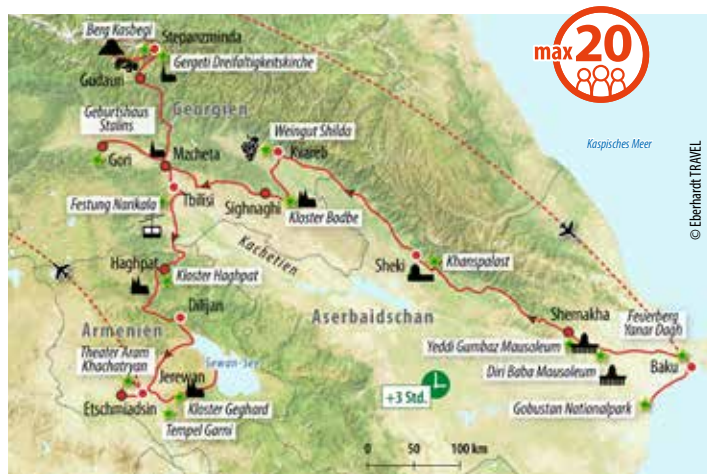 Berg Kasbegi
Stepanzminda
max 20
Gergeti Dreifaltigkeitskirche
Gudauri
Georgien
Geburtshaus
Stalins
Weingut Shilda
Kaspisches Meer
Kvareli
Mzcheta
Gori
© Eberhardt TRAVEL
Tbilisi
Sighnaghi
Festung Narikala
Kloster Bodbe
Kachetien
Haghpat
Kloster Haghpat
Sheki
Khanspalast
Dilijan
Aserbaidschan
Shemakha
Feuerberg
Yanar Dagh
Armenien
Yeddi Gumbaz Mausoleum
Theater Aram
Khachatryan
Sewan-See
Jerewan
Baku
Diri Baba Mausoleum
+3 Std.
Etschmiadsin
Kloster Geghard
Gobustan Nationalpark
Tempel Garni
0 50 100 km